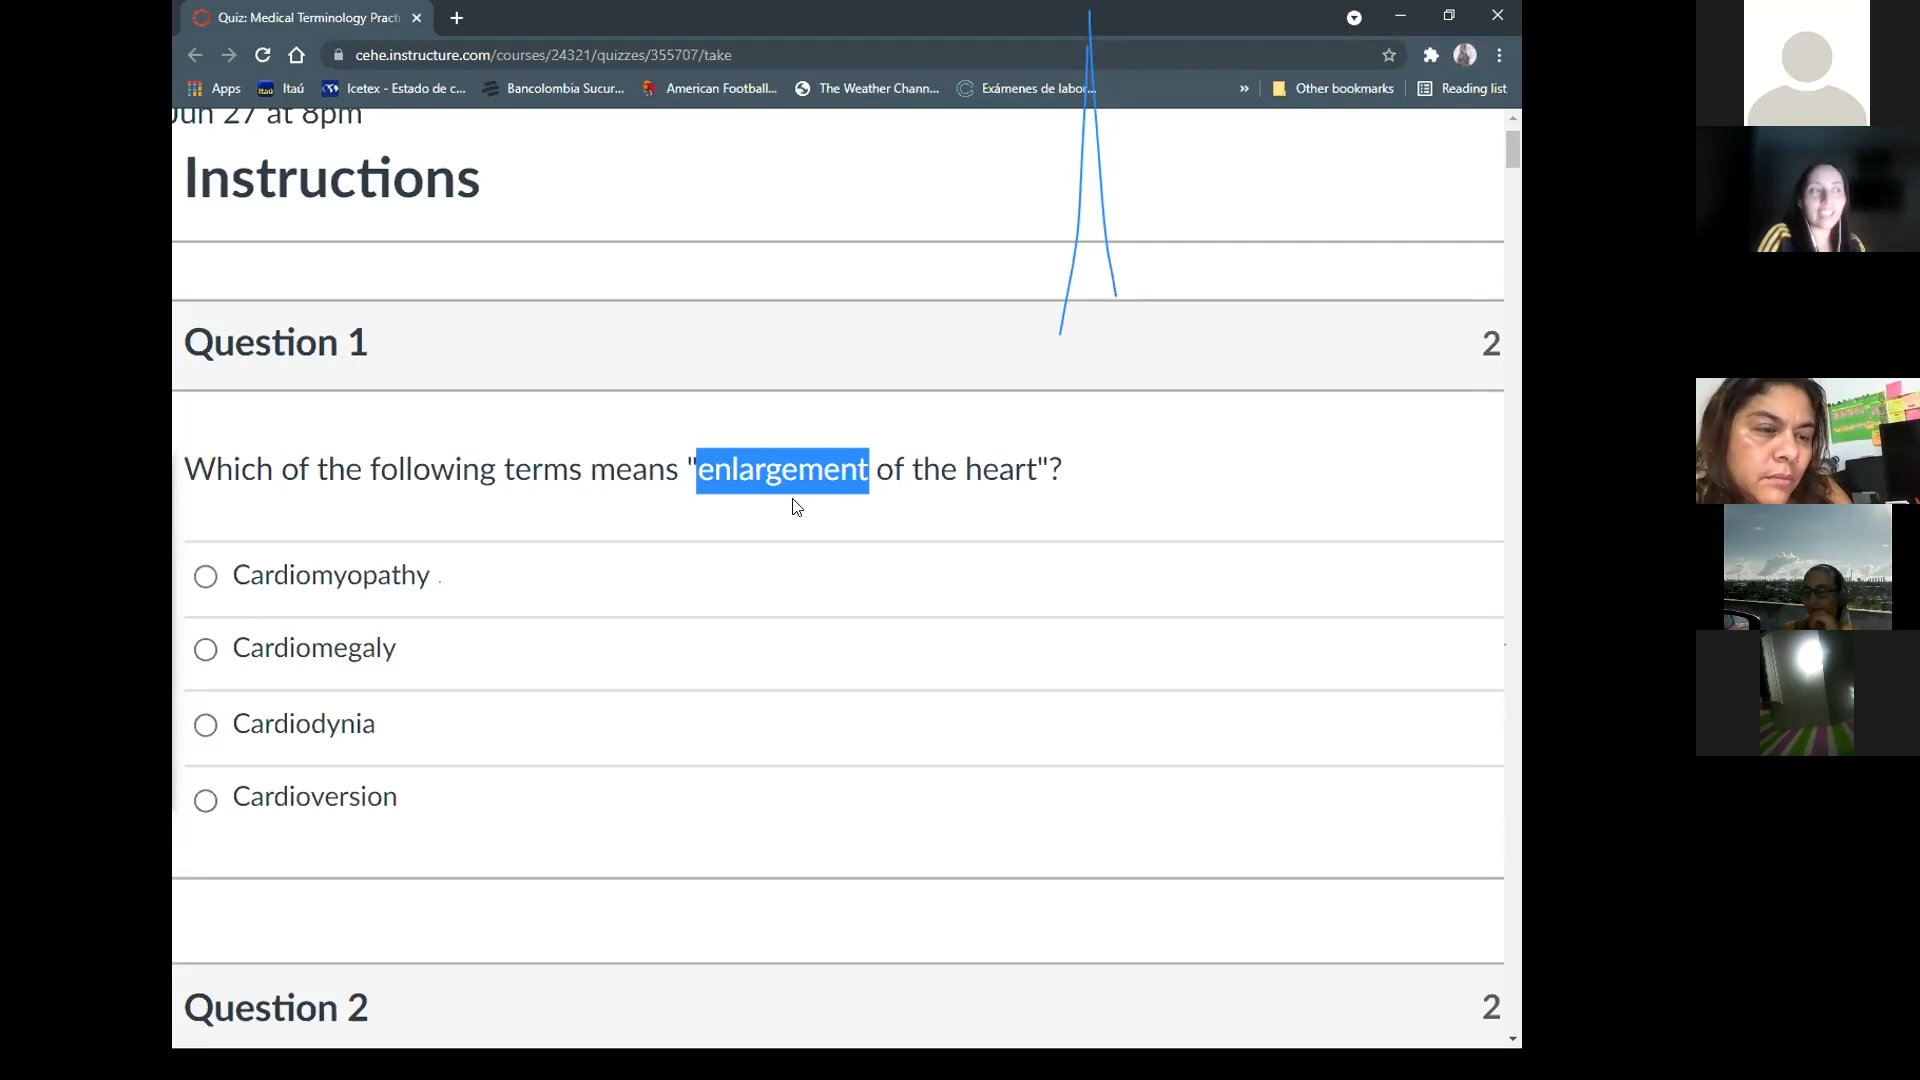 Quiz: Medical Terminology Practi
cehe.instructure.com/courses/24321/quizzes/355707/take
Apps Itaú Icetex - Estado de c... Bancolombia Sucur... American Football... The Weather Chann... Exámenes de labor... » Other bookmarks Reading list
Jun 27 at 8pm
Instructions
Question 1 2
Which of the following terms means "enlargement of the heart"?
Cardiomyopathy
Cardiomegaly
Cardiodynia
Cardioversion
Question 2 2